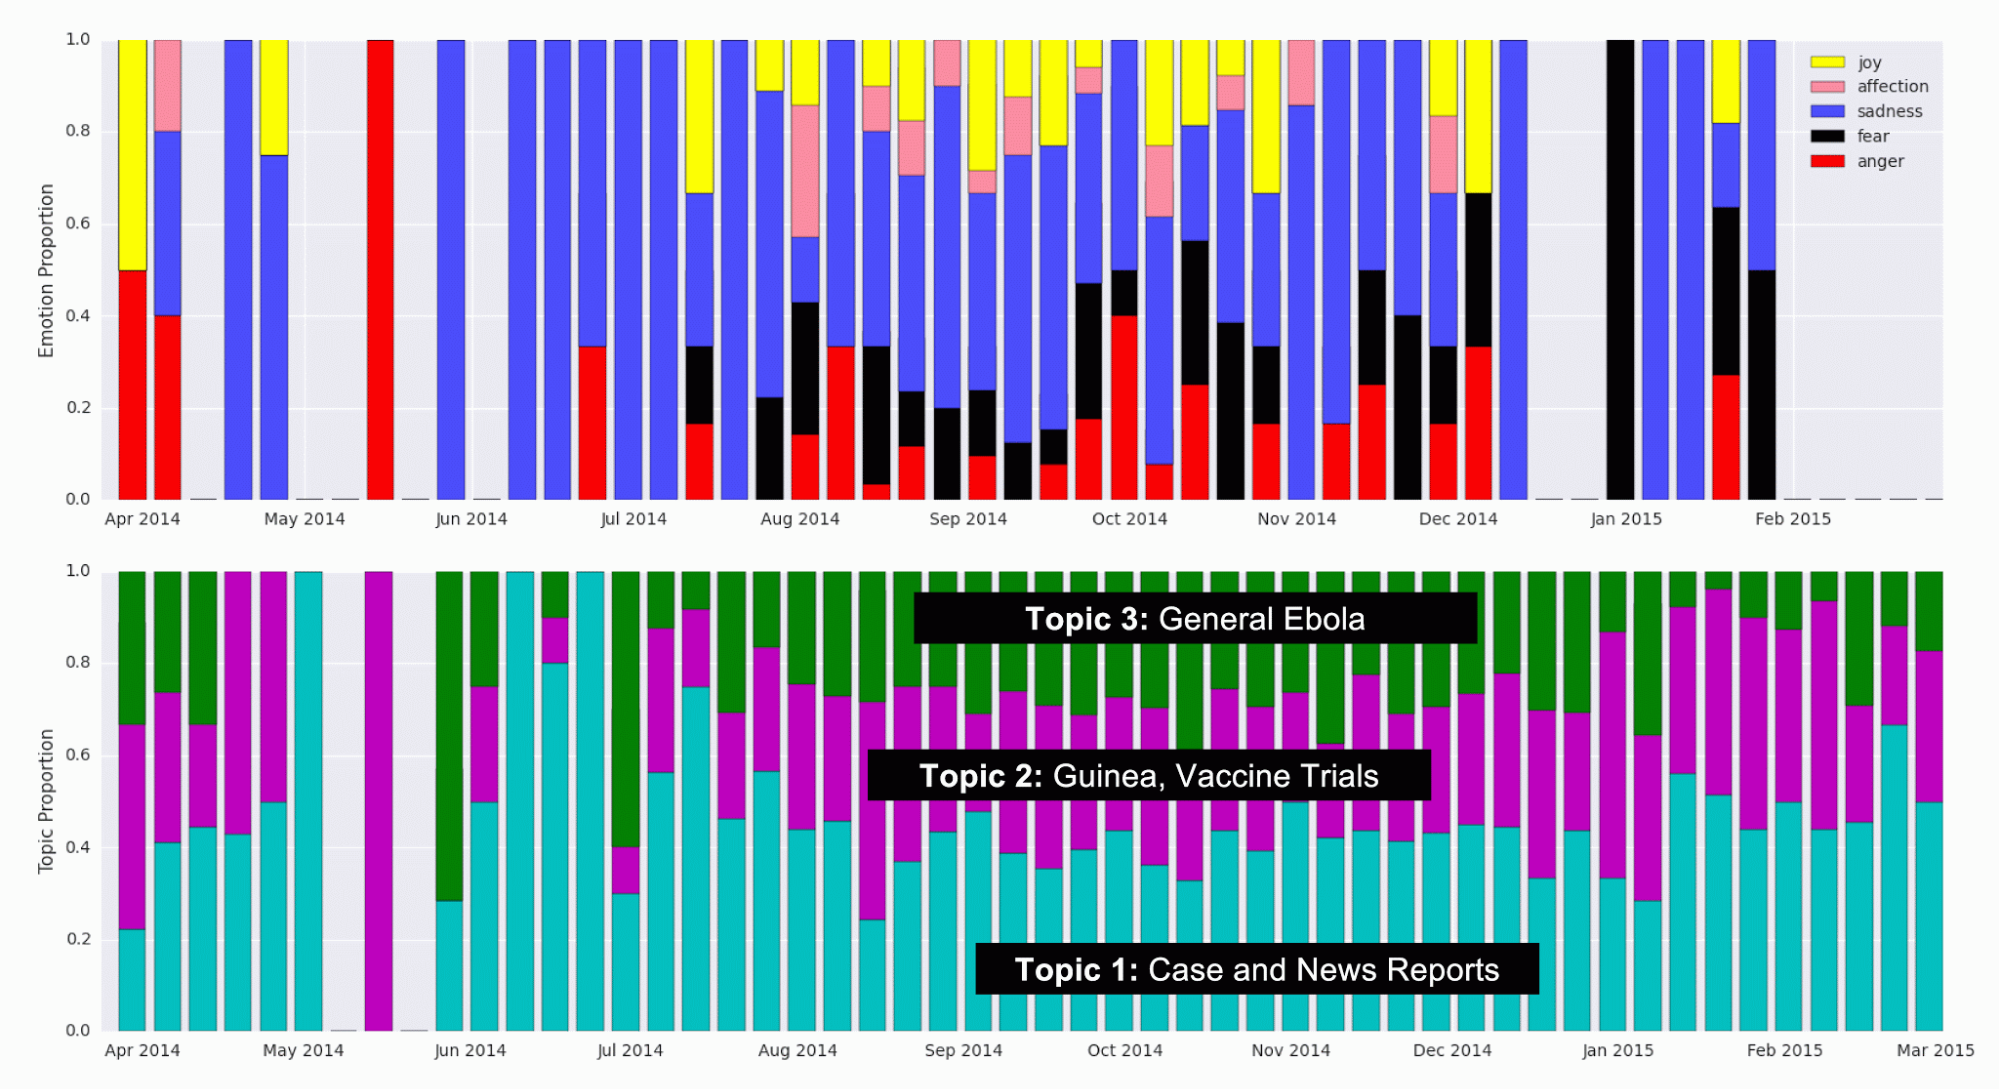 1.0
0.8
0.6
0.4
0.2
0.0
Emotion Proportion
joy
affection
sadness
fear
anger
Apr 2014 May 2014 Jun 2014 Jul 2014 Aug 2014 Sep 2014 Oct 2014 Nov 2014 Dec 2014 Jan 2015 Feb 2015
1.0
0.8
0.6
0.4
0.2
0.0
Topic Proportion
Topic 3: General Ebola
Topic 2: Guinea, Vaccine Trials
Topic 1: Case and News Reports
Apr 2014 May 2014 Jun 2014 Jul 2014 Aug 2014 Sep 2014 Oct 2014 Nov 2014 Dec 2014 Jan 2015 Feb 2015 Mar 2015